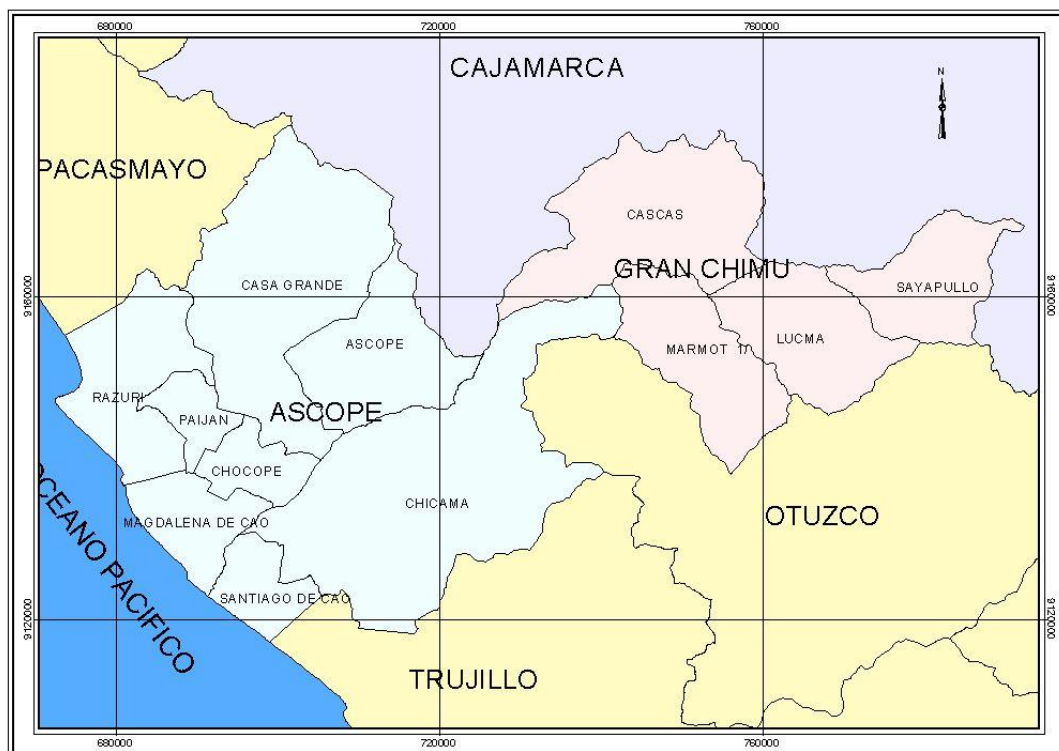 680000
720000
760000
CAJAMARCA
N
PACASMAYO
CASCAS
GRAN CHIMU
CASA GRANDE
SAYAPULLO
9160000
9160000
ASCOPE
MARMOT 1/
LUCMA
RAZURI
PAIJAN
ASCOPE
CHOCOPE
CHICAMA
MAGDALENA DE CAO
OTUZCO
OCEANO PACIFICO
SANTIAGO DE CAO
9120000
9120000
TRUJILLO
680000
720000
760000